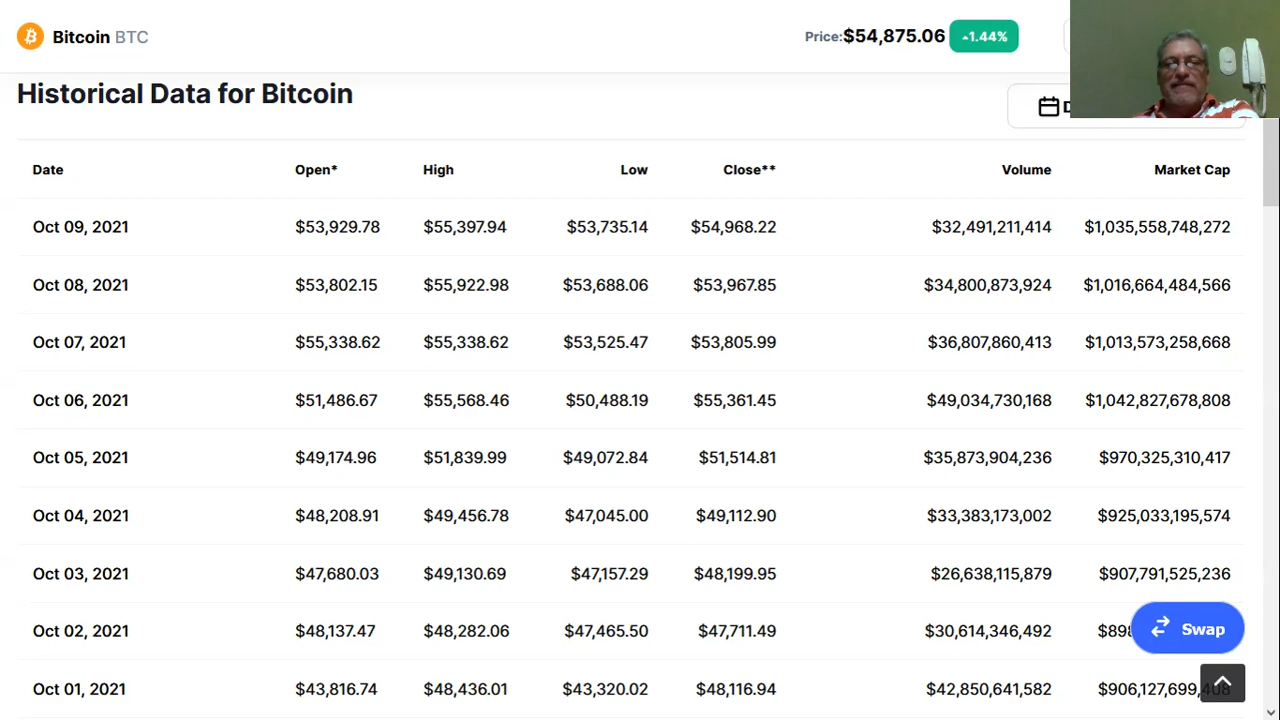 Bitcoin BTC
Price:$54,875.06 1.44%
Historical Data for Bitcoin
Date Open* High Low Close** Volume Market Cap
Oct 09, 2021 $53,929.78 $55,397.94 $53,735.14 $54,968.22 $32,491,211,414 $1,035,558,748,272
Oct 08, 2021 $53,802.15 $55,922.98 $53,688.06 $53,967.85 $34,800,873,924 $1,016,664,484,566
Oct 07, 2021 $55,338.62 $55,338.62 $53,525.47 $53,805.99 $36,807,860,413 $1,013,573,258,668
Oct 06, 2021 $51,486.67 $55,568.46 $50,488.19 $55,361.45 $49,034,730,168 $1,042,827,678,808
Oct 05, 2021 $49,174.96 $51,839.99 $49,072.84 $51,514.81 $35,873,904,236 $970,325,310,417
Oct 04, 2021 $48,208.91 $49,456.78 $47,045.00 $49,112.90 $33,383,173,002 $925,033,195,574
Oct 03, 2021 $47,680.03 $49,130.69 $47,157.29 $48,199.95 $26,638,115,879 $907,791,525,236
Oct 02, 2021 $48,137.47 $48,282.06 $47,465.50 $47,711.49 $30,614,346,492
Swap
Oct 01, 2021 $43,816.74 $48,436.01 $43,320.02 $48,116.94 $42,850,641,582 $906,127,699,408